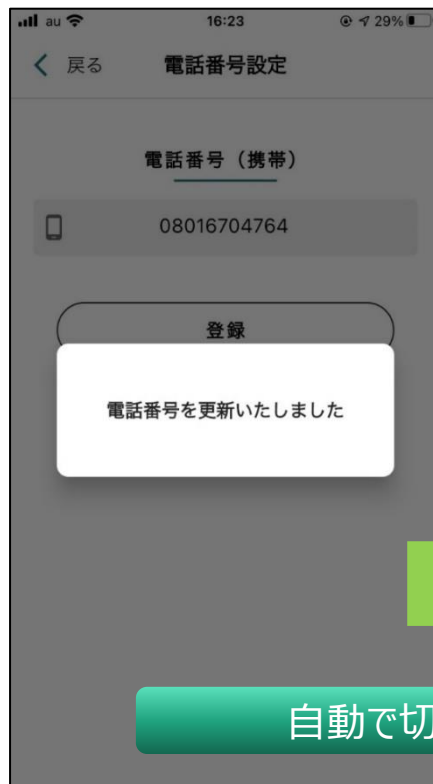 au 16:23 29%
戻る 電話番号設定
電話番号（携帯）
08016704764
登録
電話番号を更新いたしました
自動で切